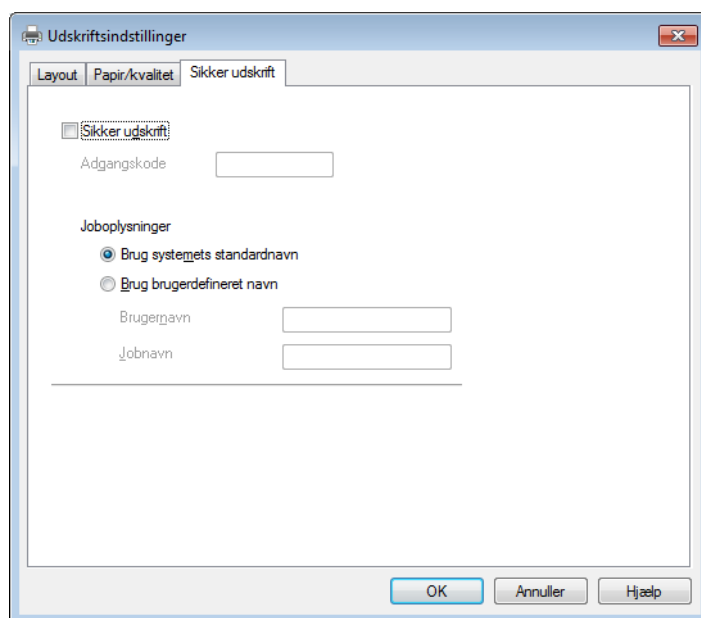 Udskriftsindstillinger
Layout Papir/kvalitet Sikker udskrift
Sikker udskrift
Adgangskode
Joboplysninger
Brug systemets standardnavn
Brug brugerdefineret navn
Brugernavn
Jobnavn
OK Annuller Hjælp